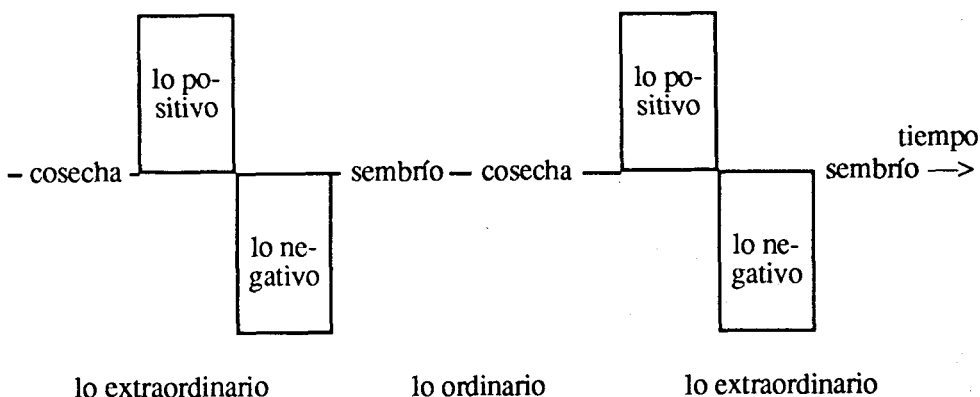 lo po-
sitivo
lo po-
sitivo
tiempo
– cosecha – sembrío – cosecha — sembrío —>
lo ne-
gativo
lo ne-
gativo
lo extraordinario lo ordinario lo extraordinario